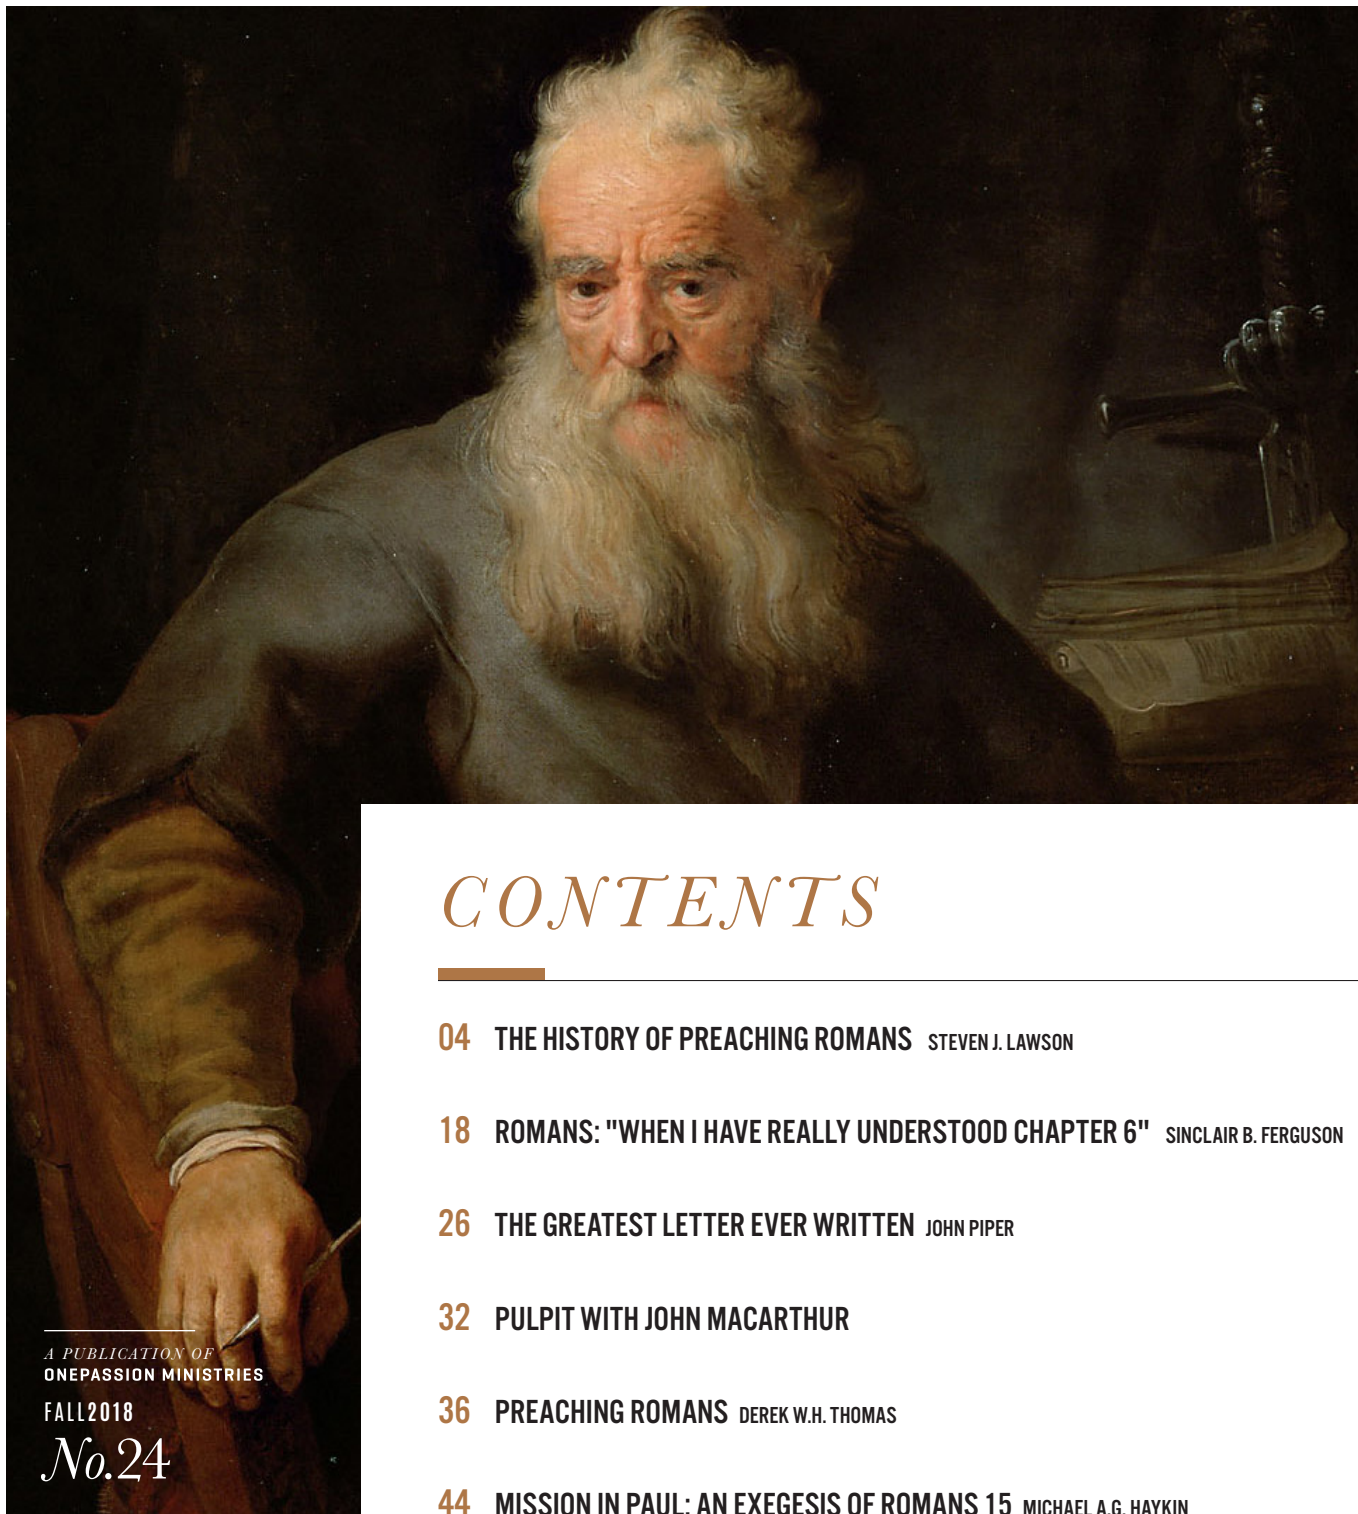 CONTENTS
04 THE HISTORY OF PREACHING ROMANS STEVEN J. LAWSON
18 ROMANS: "WHEN I HAVE REALLY UNDERSTOOD CHAPTER 6" SINCLAIR B. FERGUSON
26 THE GREATEST LETTER EVER WRITTEN JOHN PIPER
32 PULPIT WITH JOHN MACARTHUR
36 PREACHING ROMANS DEREK W.H. THOMAS
44 MISSION IN PAUL: AN EXEGESIS OF ROMANS 15 MICHAEL A.G. HAYKIN
A PUBLICATION OF
ONEPASSION MINISTRIES
FALL2018
No.24